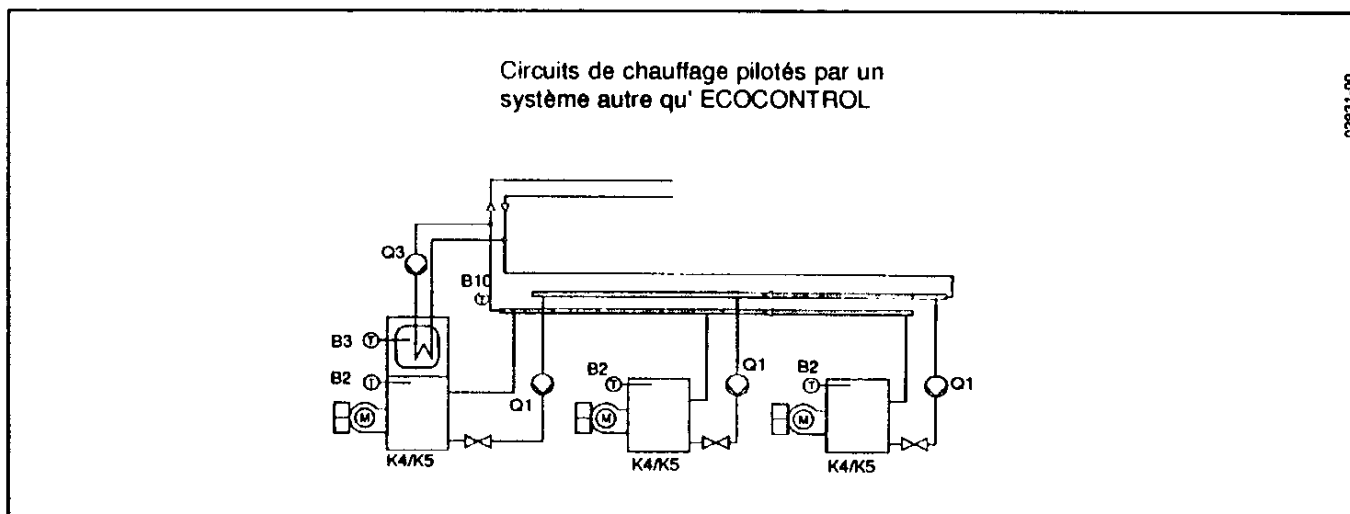 Circuits de chauffage pilotés par un
système autre qu' ECOCONTROL
Q3
B10
T
B3 T
B2 T
M
Q1
K4/K5
B2
T
M
Q1
K4/K5
B2
T
M
Q1
K4/K5